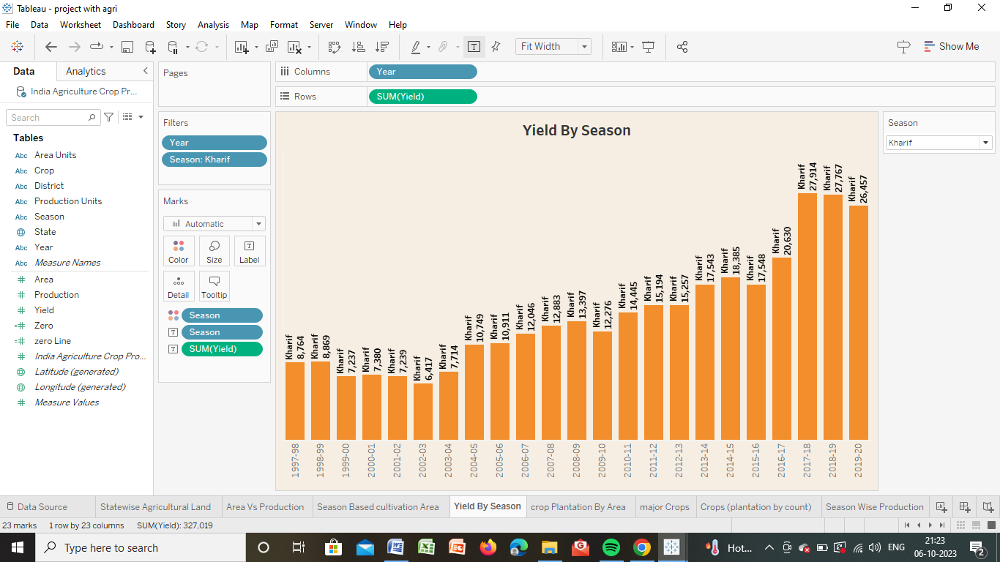 Tableau - project with agri
File Data Worksheet Dashboard Story Analysis Map Format Server Window Help
Fit Width
Show Me
Data Analytics
India Agriculture Crop Pr...
Search
Tables
Abc Area Units
Abc Crop
Abc District
Abc Production Units
Abc Season
State
Abc Year
Abc Measure Names
Area
Production
Yield
Zero
zero Line
India Agriculture Crop Pro...
Latitude (generated)
Longitude (generated)
Measure Values
Pages
Filters
Year
Season: Kharif
Marks
Automatic
Color Size Label
Detail Tooltip
Season
Season
SUM(Yield)
Columns Year
Rows SUM(Yield)
Yield By Season
Kharif 8,764
Kharif 8,869
Kharif 7,237
Kharif 7,380
Kharif 7,239
Kharif 6,417
Kharif 7,714
Kharif 10,749
Kharif 10,911
Kharif 12,046
Kharif 12,883
Kharif 13,397
Kharif 12,276
Kharif 14,445
Kharif 15,194
Kharif 15,257
Kharif 17,543
Kharif 18,385
Kharif 17,548
Kharif 20,630
Kharif 27,914
Kharif 27,767
Kharif 26,457
1997-98
1998-99
1999-00
2000-01
2001-02
2002-03
2003-04
2004-05
2005-06
2006-07
2007-08
2008-09
2009-10
2010-11
2011-12
2012-13
2013-14
2014-15
2015-16
2016-17
2017-18
2018-19
2019-20
Season
Kharif
Data Source Statewise Agricultural Land Area Vs Production Season Based cultivation Area Yield By Season crop Plantation By Area major Crops Crops (plantation by count) Season Wise Production
23 marks 1 row by 23 columns SUM(Yield): 327,019
Type here to search
Hot...
ENG
21:23
06-10-2023
2